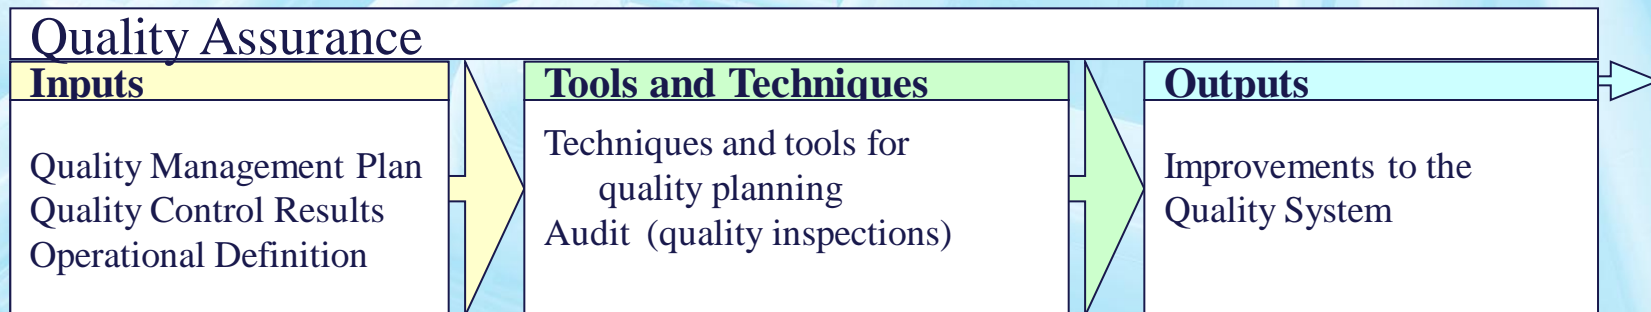 Quality Assurance
Inputs
Quality Management Plan
Quality Control Results
Operational Definition
Tools and Techniques
Techniques and tools for
quality planning
Audit (quality inspections)
Outputs
Improvements to the
Quality System